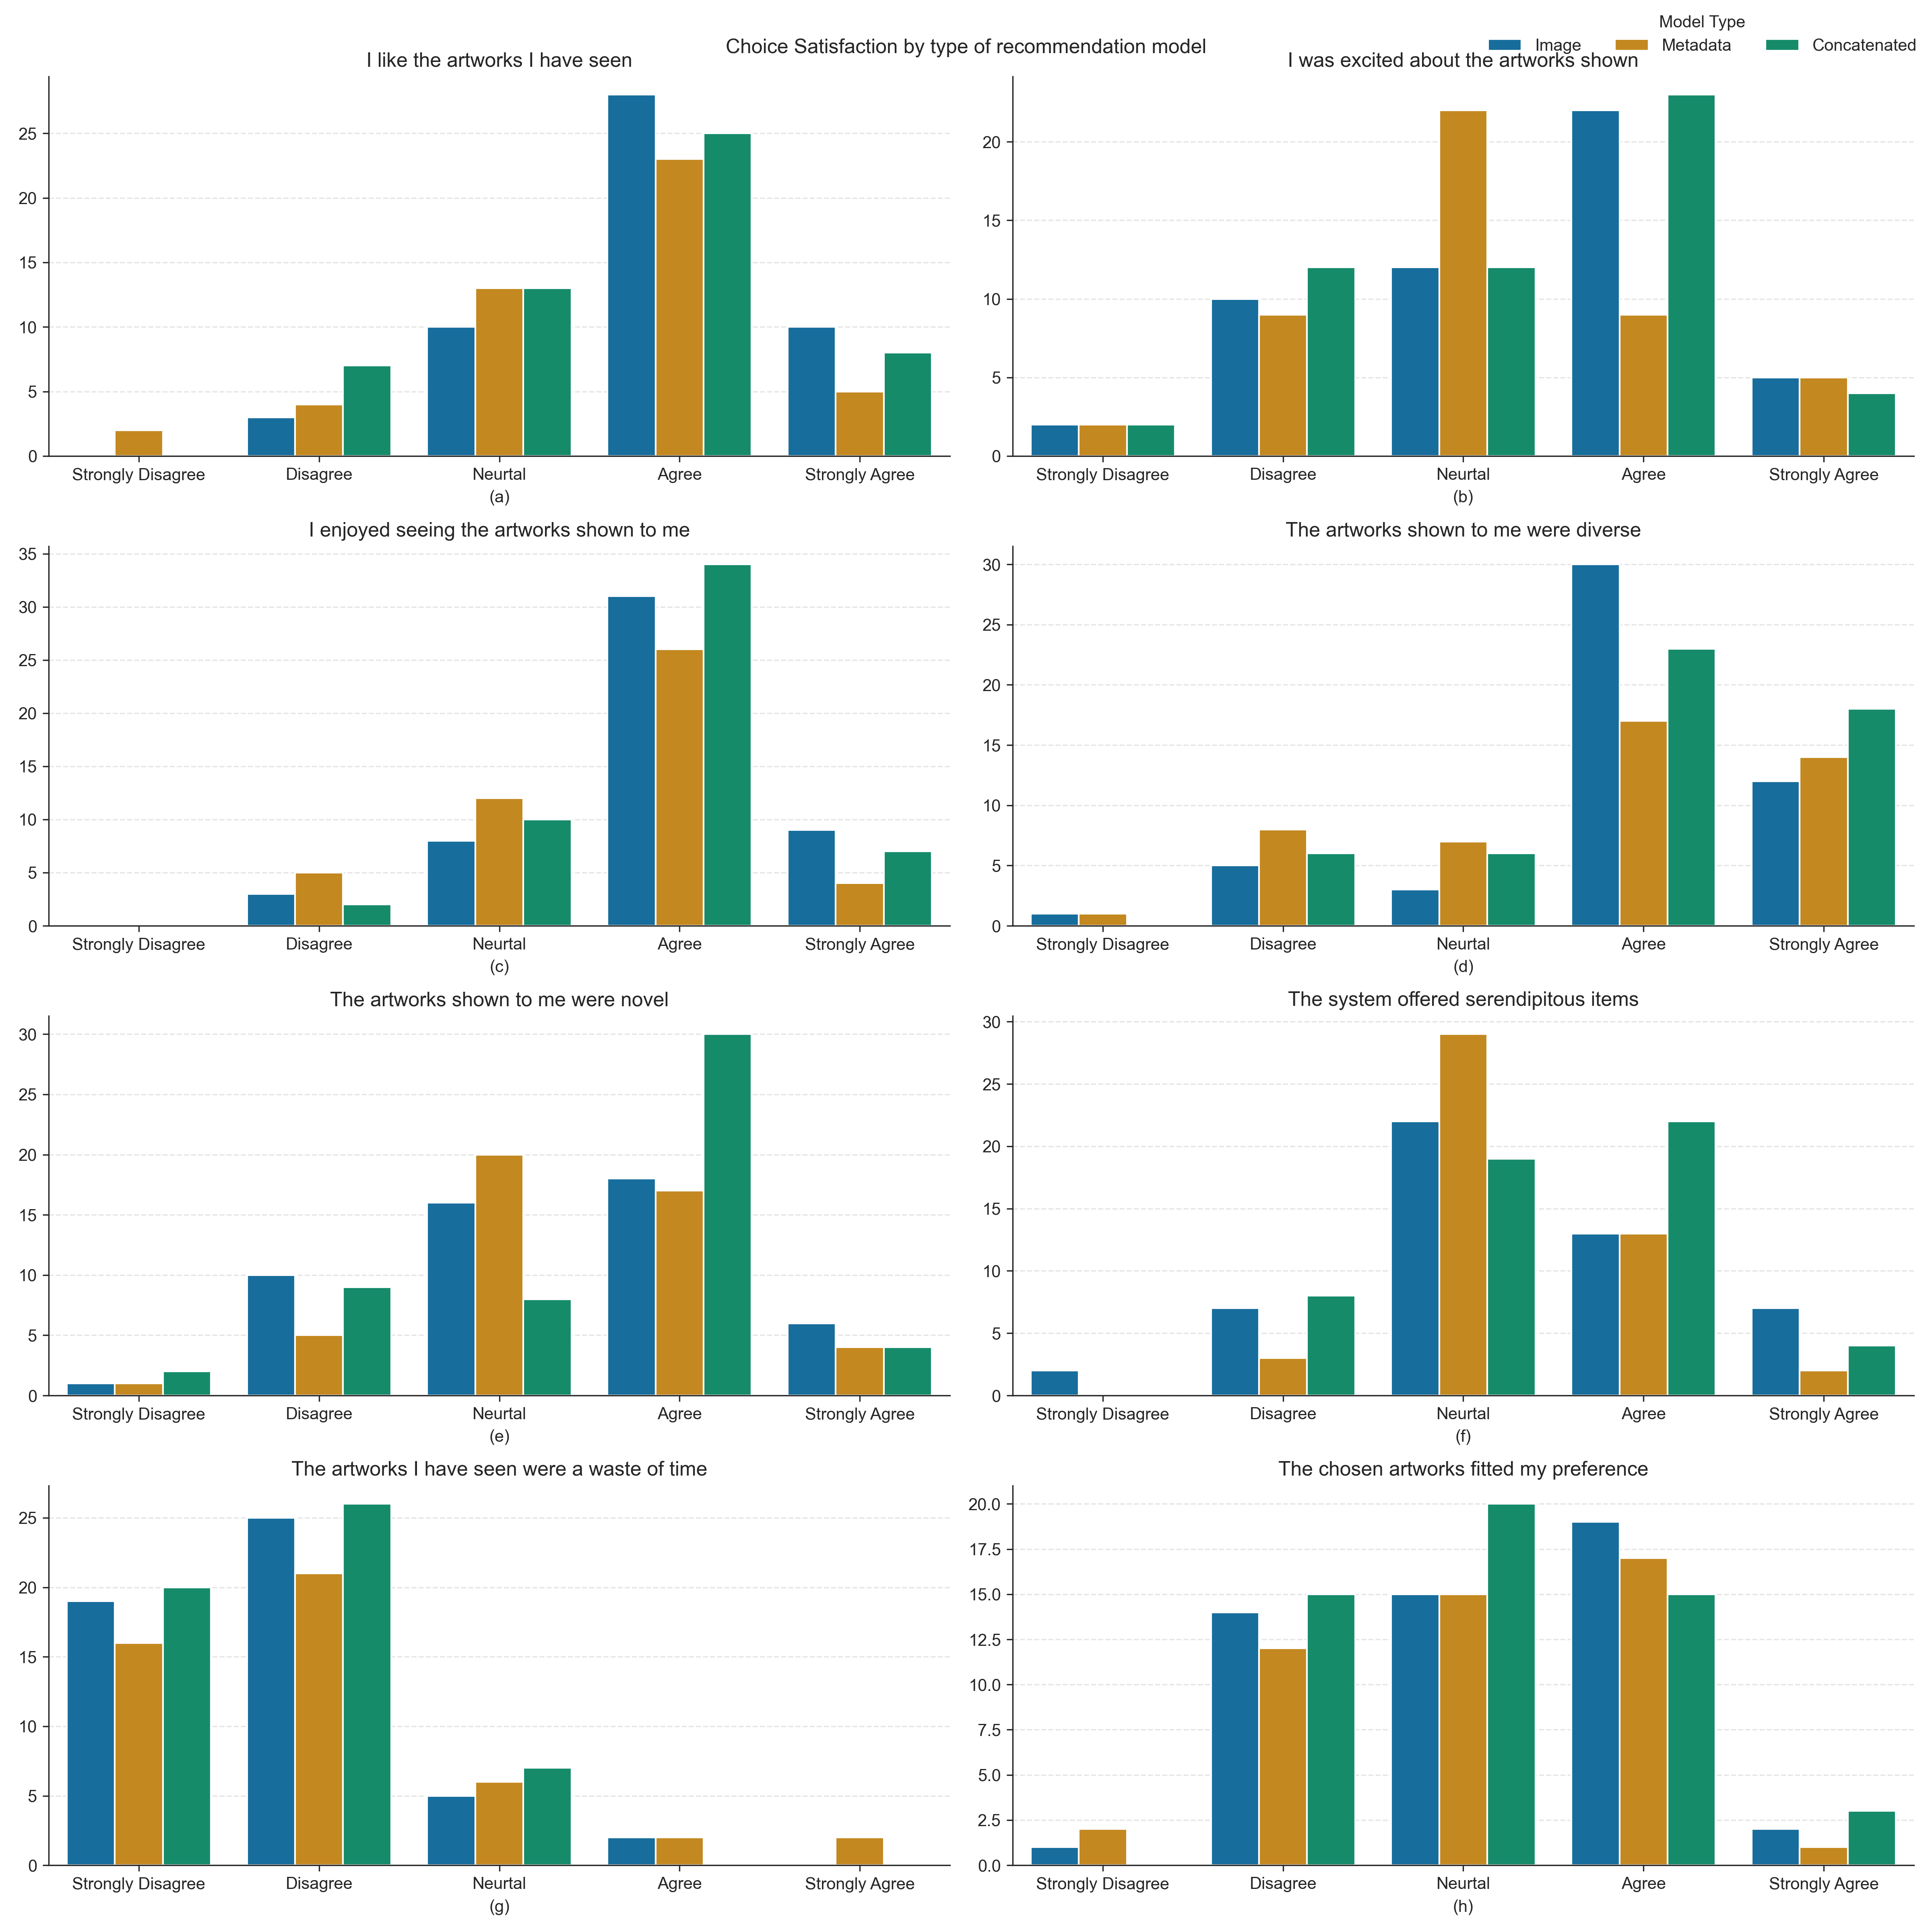 Model Type
Choice Satisfaction by type of recommendation model
Image Metadata Concatenated
I like the artworks I have seen
25
20
15
10
5
0
Strongly Disagree Disagree Neurtal Agree Strongly Agree
(a)
I was excited about the artworks shown
20
15
10
5
0
Strongly Disagree Disagree Neurtal Agree Strongly Agree
(b)
I enjoyed seeing the artworks shown to me
35
30
25
20
15
10
5
0
Strongly Disagree Disagree Neurtal Agree Strongly Agree
(c)
The artworks shown to me were diverse
30
25
20
15
10
5
0
Strongly Disagree Disagree Neurtal Agree Strongly Agree
(d)
The artworks shown to me were novel
30
25
20
15
10
5
0
Strongly Disagree Disagree Neurtal Agree Strongly Agree
(e)
The system offered serendipitous items
30
25
20
15
10
5
0
Strongly Disagree Disagree Neurtal Agree Strongly Agree
(f)
The artworks I have seen were a waste of time
25
20
15
10
5
0
Strongly Disagree Disagree Neurtal Agree Strongly Agree
(g)
The chosen artworks fitted my preference
20.0
17.5
15.0
12.5
10.0
7.5
5.0
2.5
0.0
Strongly Disagree Disagree Neurtal Agree Strongly Agree
(h)